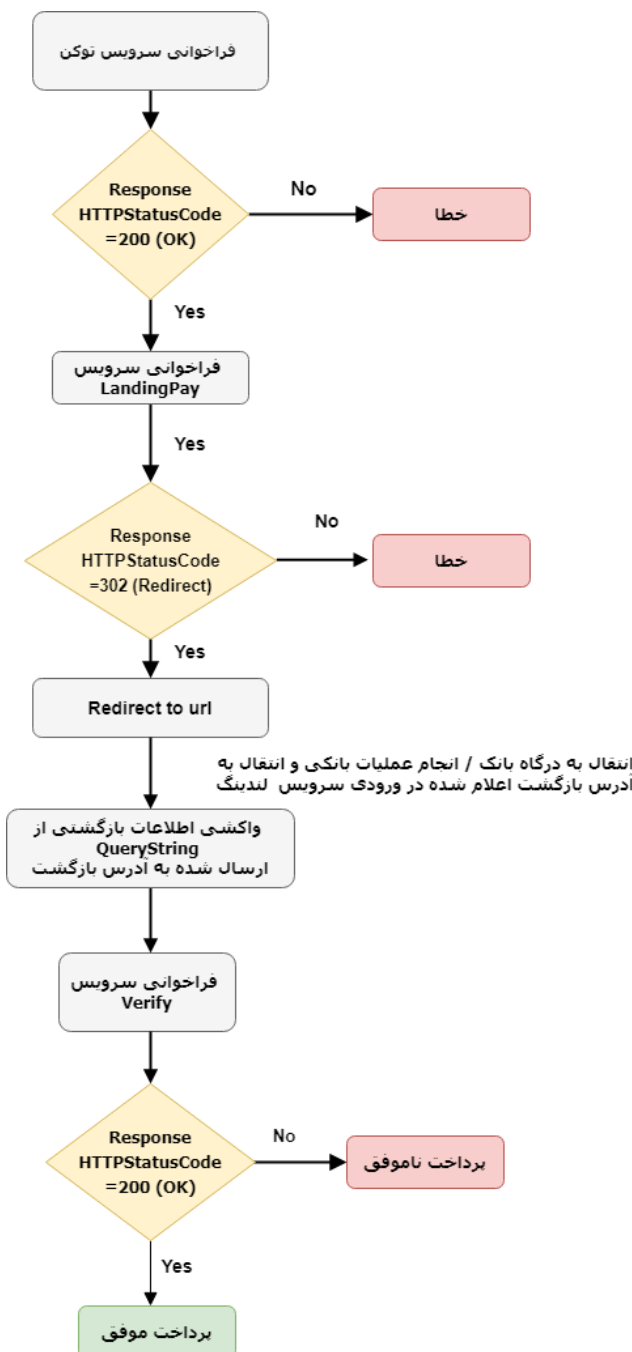 فراخوانی سرویس توکن
Response
HTTPStatusCode
=200 (OK)
No
خطا
Yes
فراخوانی سرویس
LandingPay
Yes
Response
HTTPStatusCode
=302 (Redirect)
No
خطا
Yes
Redirect to url
انتقال به درگاه بانک / انجام عملیات بانکی و انتقال به
آدرس بازگشت اعلام شده در ورودی سرویس لندینگ
واکشی اطلاعات بازگشتی از
QueryString
ارسال شده به آدرس بازگشت
فراخوانی سرویس
Verify
Response
HTTPStatusCode
=200 (OK)
No
پرداخت ناموفق
Yes
پرداخت موفق